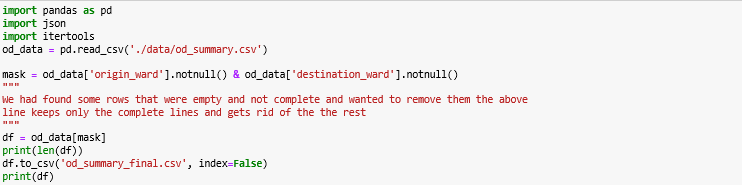 import pandas as pd
import json
import itertools
od_data = pd.read_csv('./data/od_summary.csv')
mask = od_data['origin_ward'].notnull() & od_data['destination_ward'].notnull()
"""
We had found some rows that were empty and not complete and wanted to remove them the above
line keeps only the complete lines and gets rid of the the rest
"""
df = od_data[mask]
print(len(df))
df.to_csv('od_summary_final.csv', index=False)
print(df)